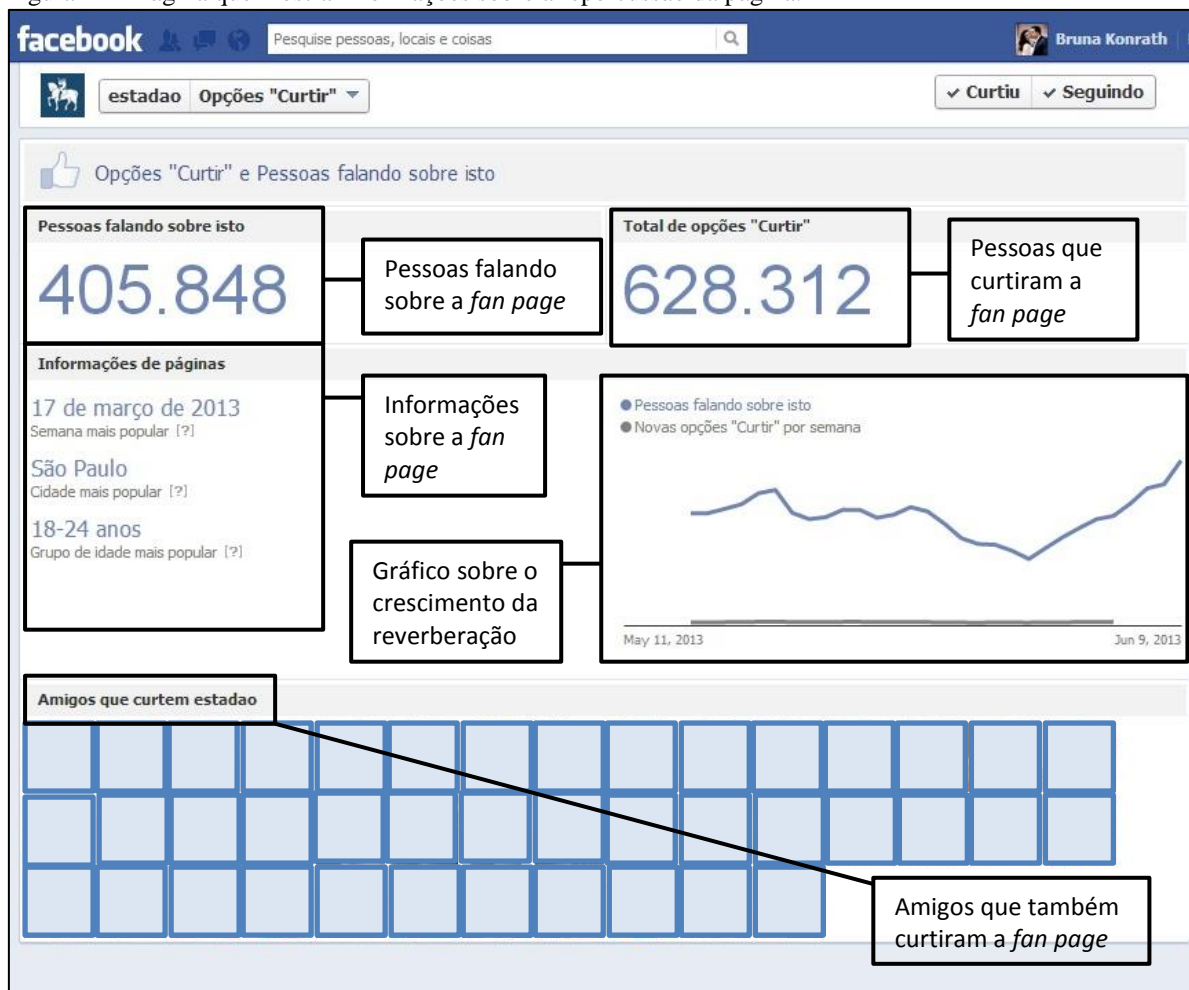 facebook
Pesquise pessoas, locais e coisas
Bruna Konrath
estadao Opções "Curtir"
✓ Curtiu ✓ Seguindo
Opções "Curtir" e Pessoas falando sobre isto
Pessoas falando sobre isto
405.848
Pessoas falando
sobre a fan page
Total de opções "Curtir"
628.312
Pessoas que
curtiram a
fan page
Informações de páginas
17 de março de 2013
Semana mais popular [?]
São Paulo
Cidade mais popular [?]
18-24 anos
Grupo de idade mais popular [?]
Informações
sobre a fan
page
Pessoas falando sobre isto
Novas opções "Curtir" por semana
May 11, 2013
Jun 9, 2013
Gráfico sobre o
crescimento da
reverberação
Amigos que curtem estadao
Amigos que também
curtiram a fan page